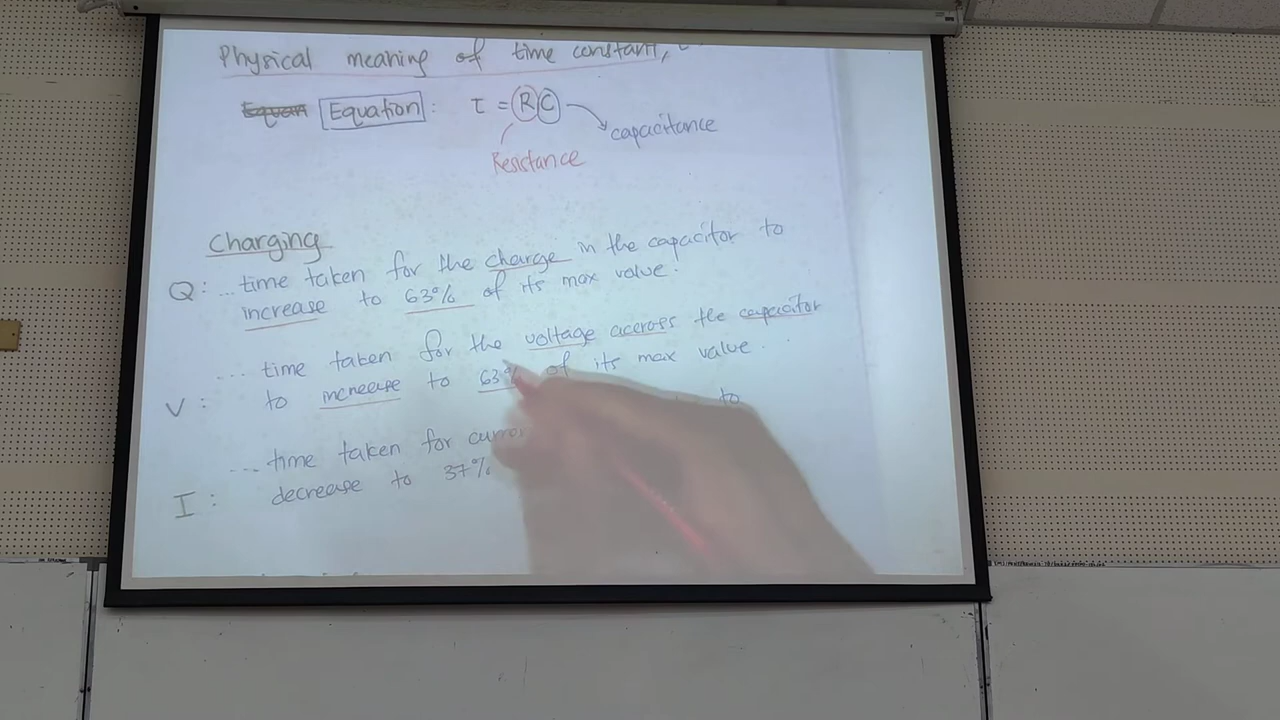 Physical meaning of time constant,
Equation : τ = RC
capacitance
Resistance
Charging
Q : ... time taken for the charge in the capacitor to
increase to 63% of its max value.
... time taken for the voltage accross the capacitor
V : to increase to 63% of its max value.
... time taken for to
I : decrease to 37%